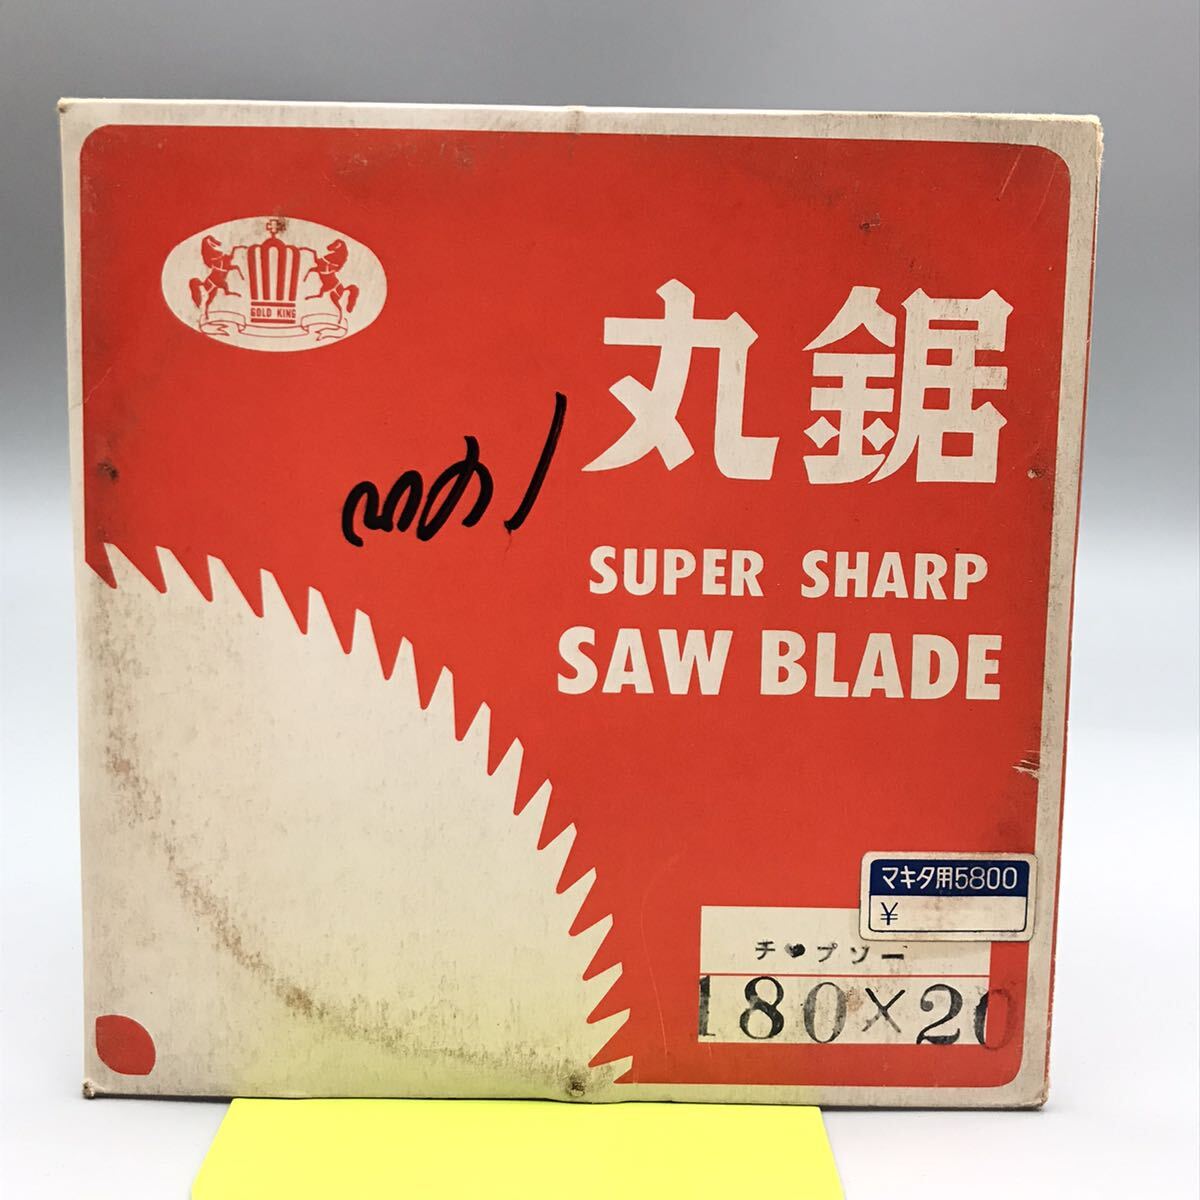 GOLD KING
丸鋸
SUPER SHARP
SAW BLADE
マキタ用5800
¥
チップソー
180×20